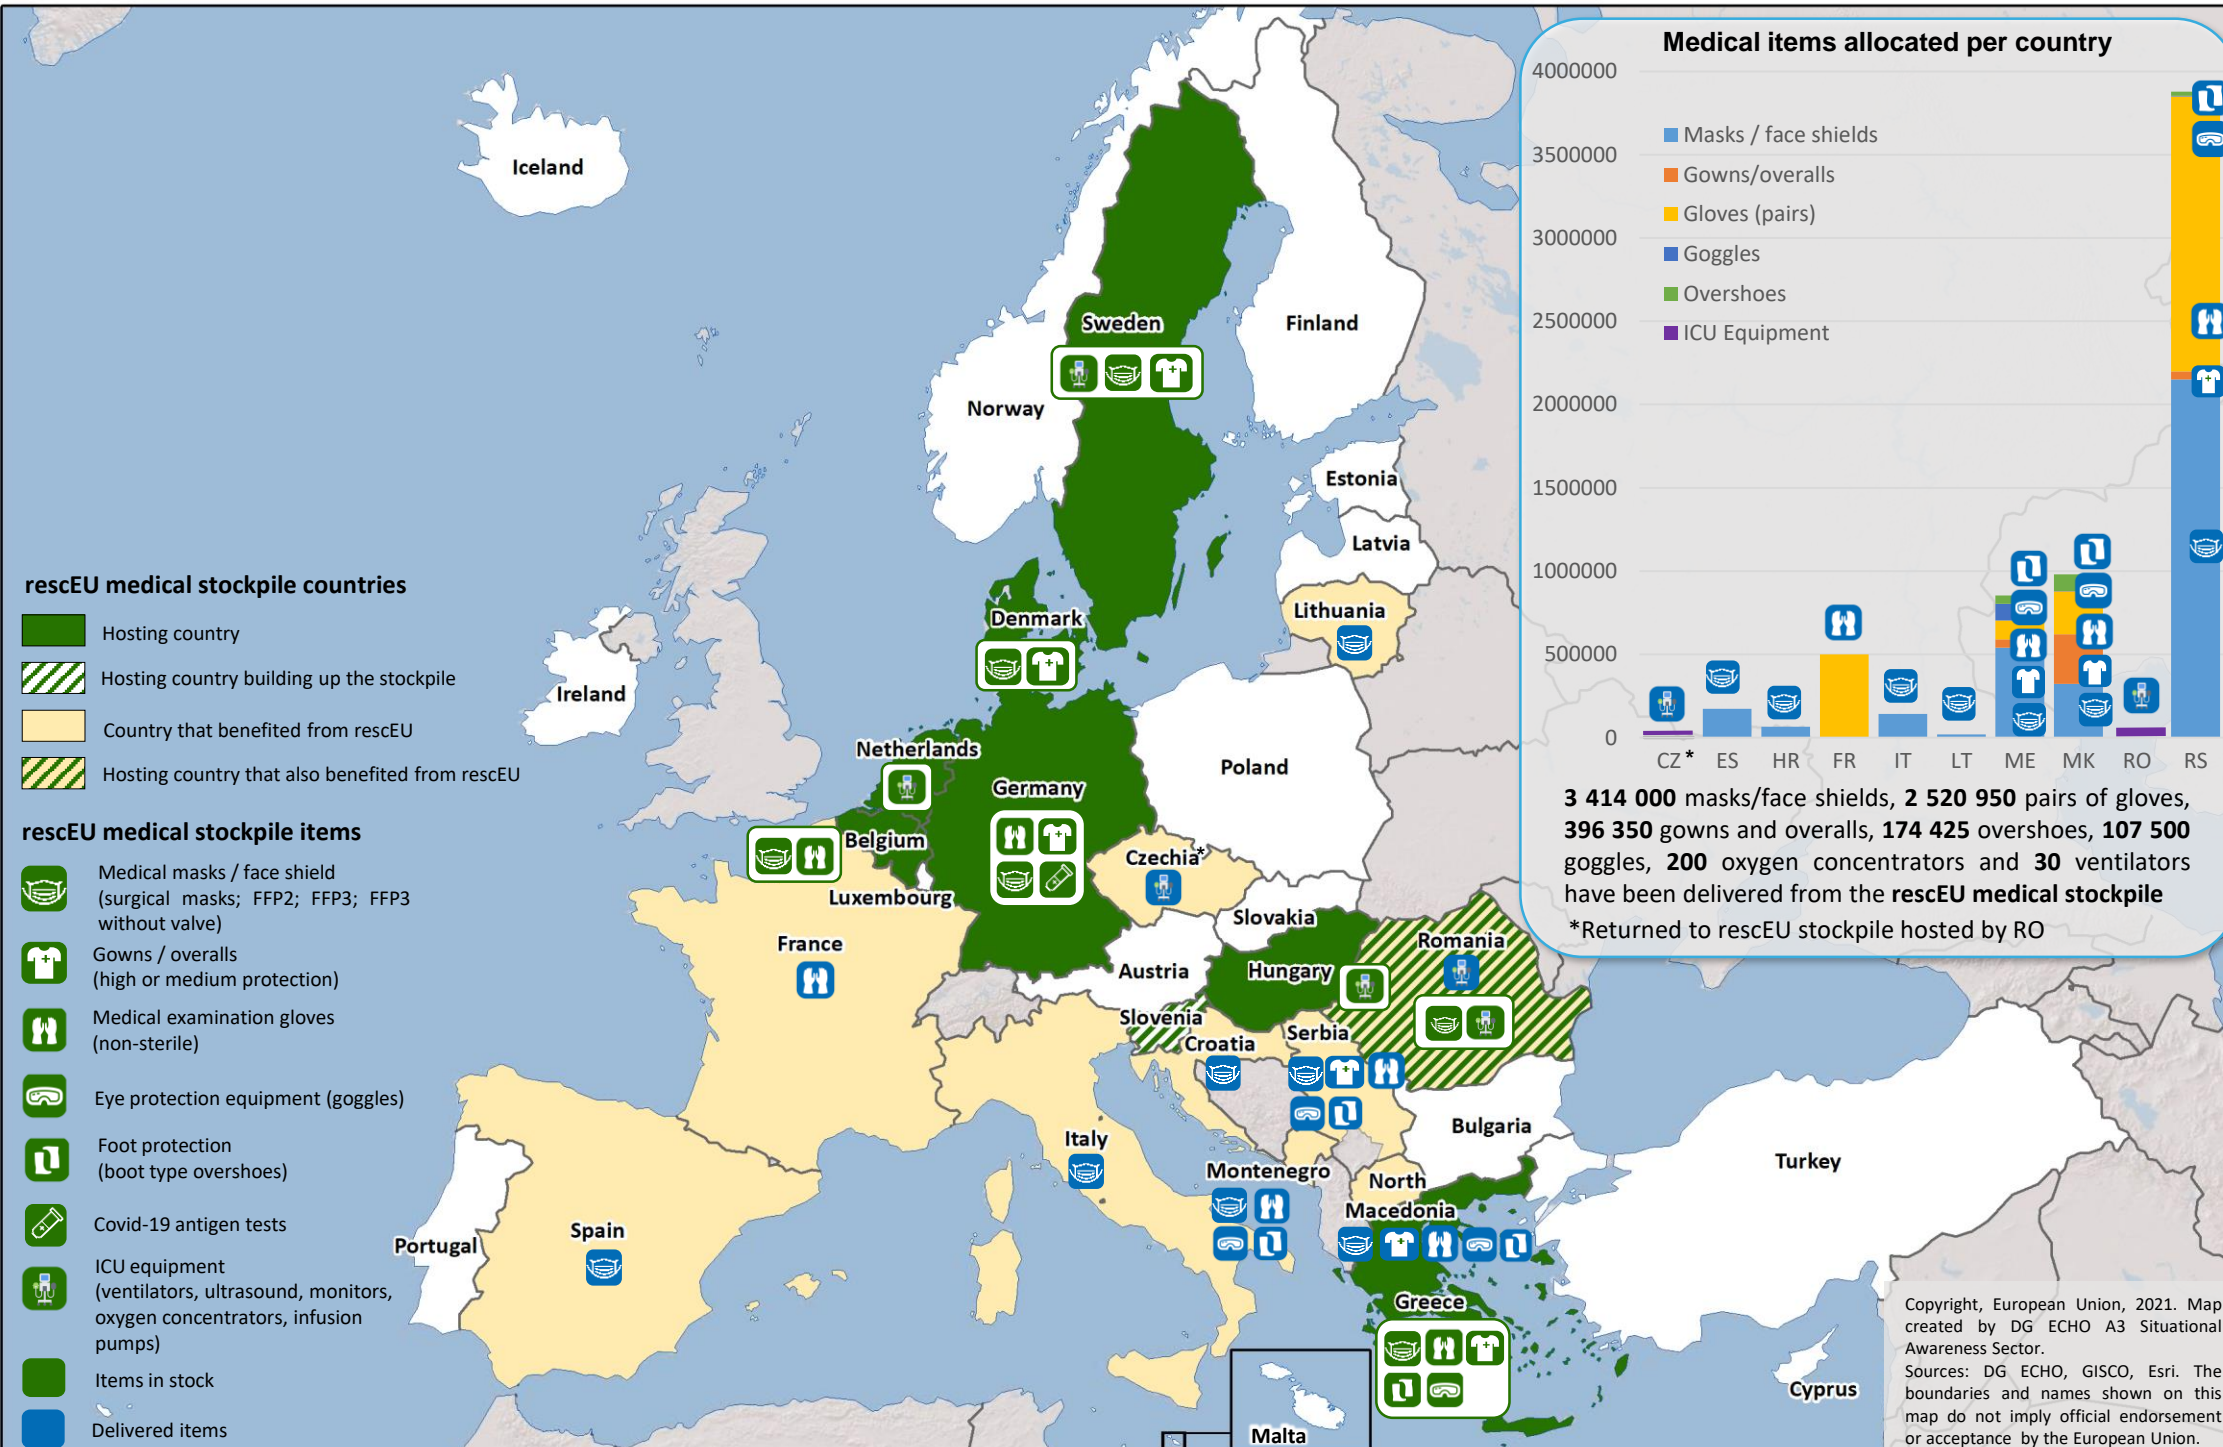 Medical items allocated per country
4000000
3500000
3000000
2500000
2000000
1500000
1000000
500000
0
Masks / face shields
Gowns/overalls
Gloves (pairs)
Goggles
Overshoes
ICU Equipment
CZ * ES HR FR IT LT ME MK RO RS
3 414 000 masks/face shields, 2 520 950 pairs of gloves,
396 350 gowns and overalls, 174 425 overshoes, 107 500
goggles, 200 oxygen concentrators and 30 ventilators
have been delivered from the rescEU medical stockpile
*Returned to rescEU stockpile hosted by RO
Iceland
Sweden
Finland
Norway
Estonia
Latvia
Lithuania
Denmark
Ireland
Netherlands
Poland
Germany
Belgium
Czechia*
Luxembourg
Slovakia
France
Romania
Austria
Hungary
Slovenia
Serbia
Croatia
Bulgaria
Italy
Turkey
Montenegro
North
Macedonia
Spain
Portugal
Greece
Cyprus
Malta
rescEU medical stockpile countries
Hosting country
Hosting country building up the stockpile
Country that benefited from rescEU
Hosting country that also benefited from rescEU
rescEU medical stockpile items
Medical masks / face shield
(surgical masks; FFP2; FFP3; FFP3
without valve)
Gowns / overalls
(high or medium protection)
Medical examination gloves
(non-sterile)
Eye protection equipment (goggles)
Foot protection
(boot type overshoes)
Covid-19 antigen tests
ICU equipment
(ventilators, ultrasound, monitors,
oxygen concentrators, infusion
pumps)
Items in stock
Delivered items
Copyright, European Union, 2021. Map
created by DG ECHO A3 Situational
Awareness Sector.
Sources: DG ECHO, GISCO, Esri. The
boundaries and names shown on this
map do not imply official endorsement
or acceptance by the European Union.